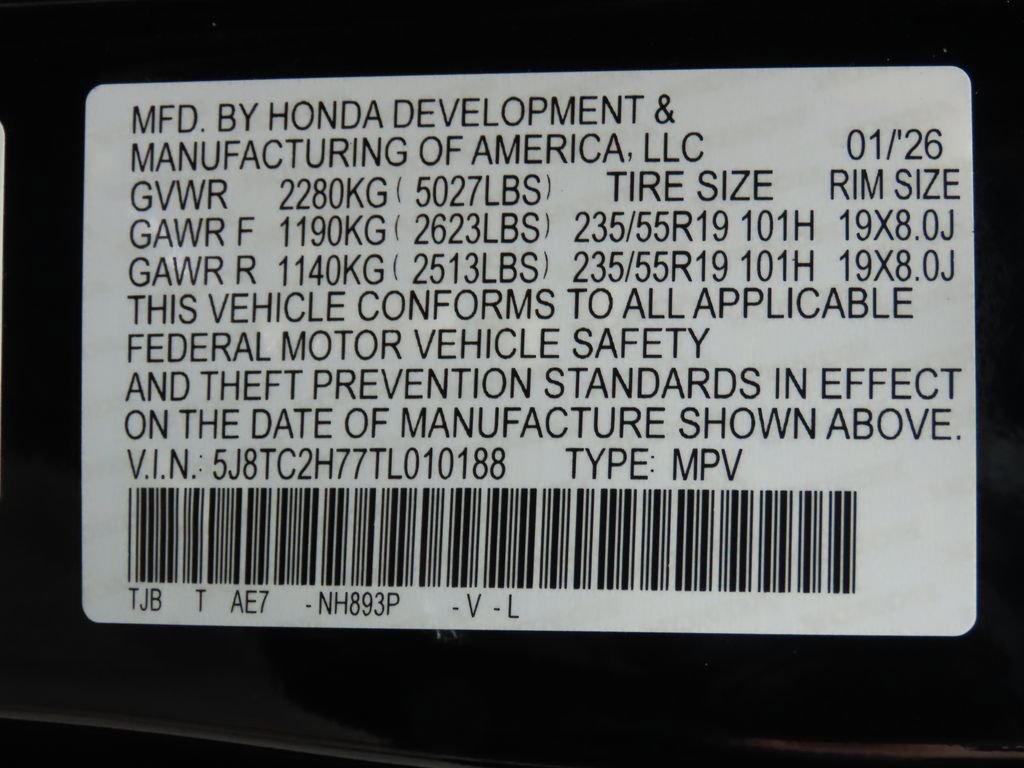 MFD. BY HONDA DEVELOPMENT &
MANUFACTURING OF AMERICA, LLC 01/'26
GVWR 2280KG ( 5027LBS) TIRE SIZE RIM SIZE
GAWR F 1190KG ( 2623LBS) 235/55R19 101H 19X8.0J
GAWR R 1140KG ( 2513LBS) 235/55R19 101H 19X8.0J
THIS VEHICLE CONFORMS TO ALL APPLICABLE
FEDERAL MOTOR VEHICLE SAFETY
AND THEFT PREVENTION STANDARDS IN EFFECT
ON THE DATE OF MANUFACTURE SHOWN ABOVE.
V.I.N.: 5J8TC2H77TL010188 TYPE: MPV
TJB T AE7 -NH893P -V -L